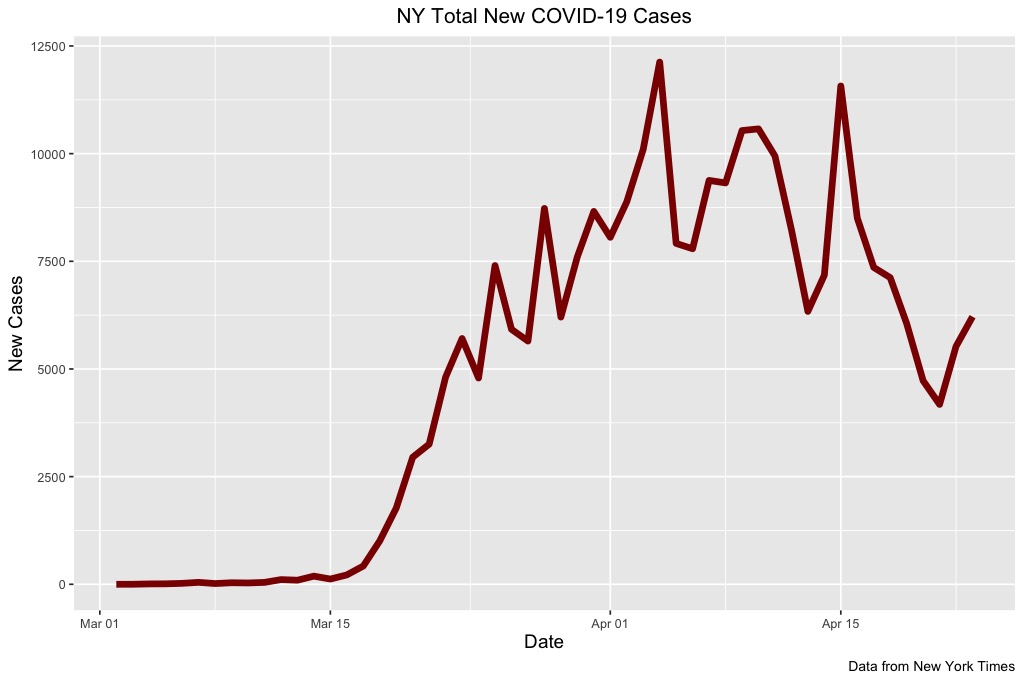 NY Total New COVID-19 Cases
12500
10000
7500
5000
2500
0
New Cases
Mar 01 Mar 15 Apr 01 Apr 15
Date
Data from New York Times